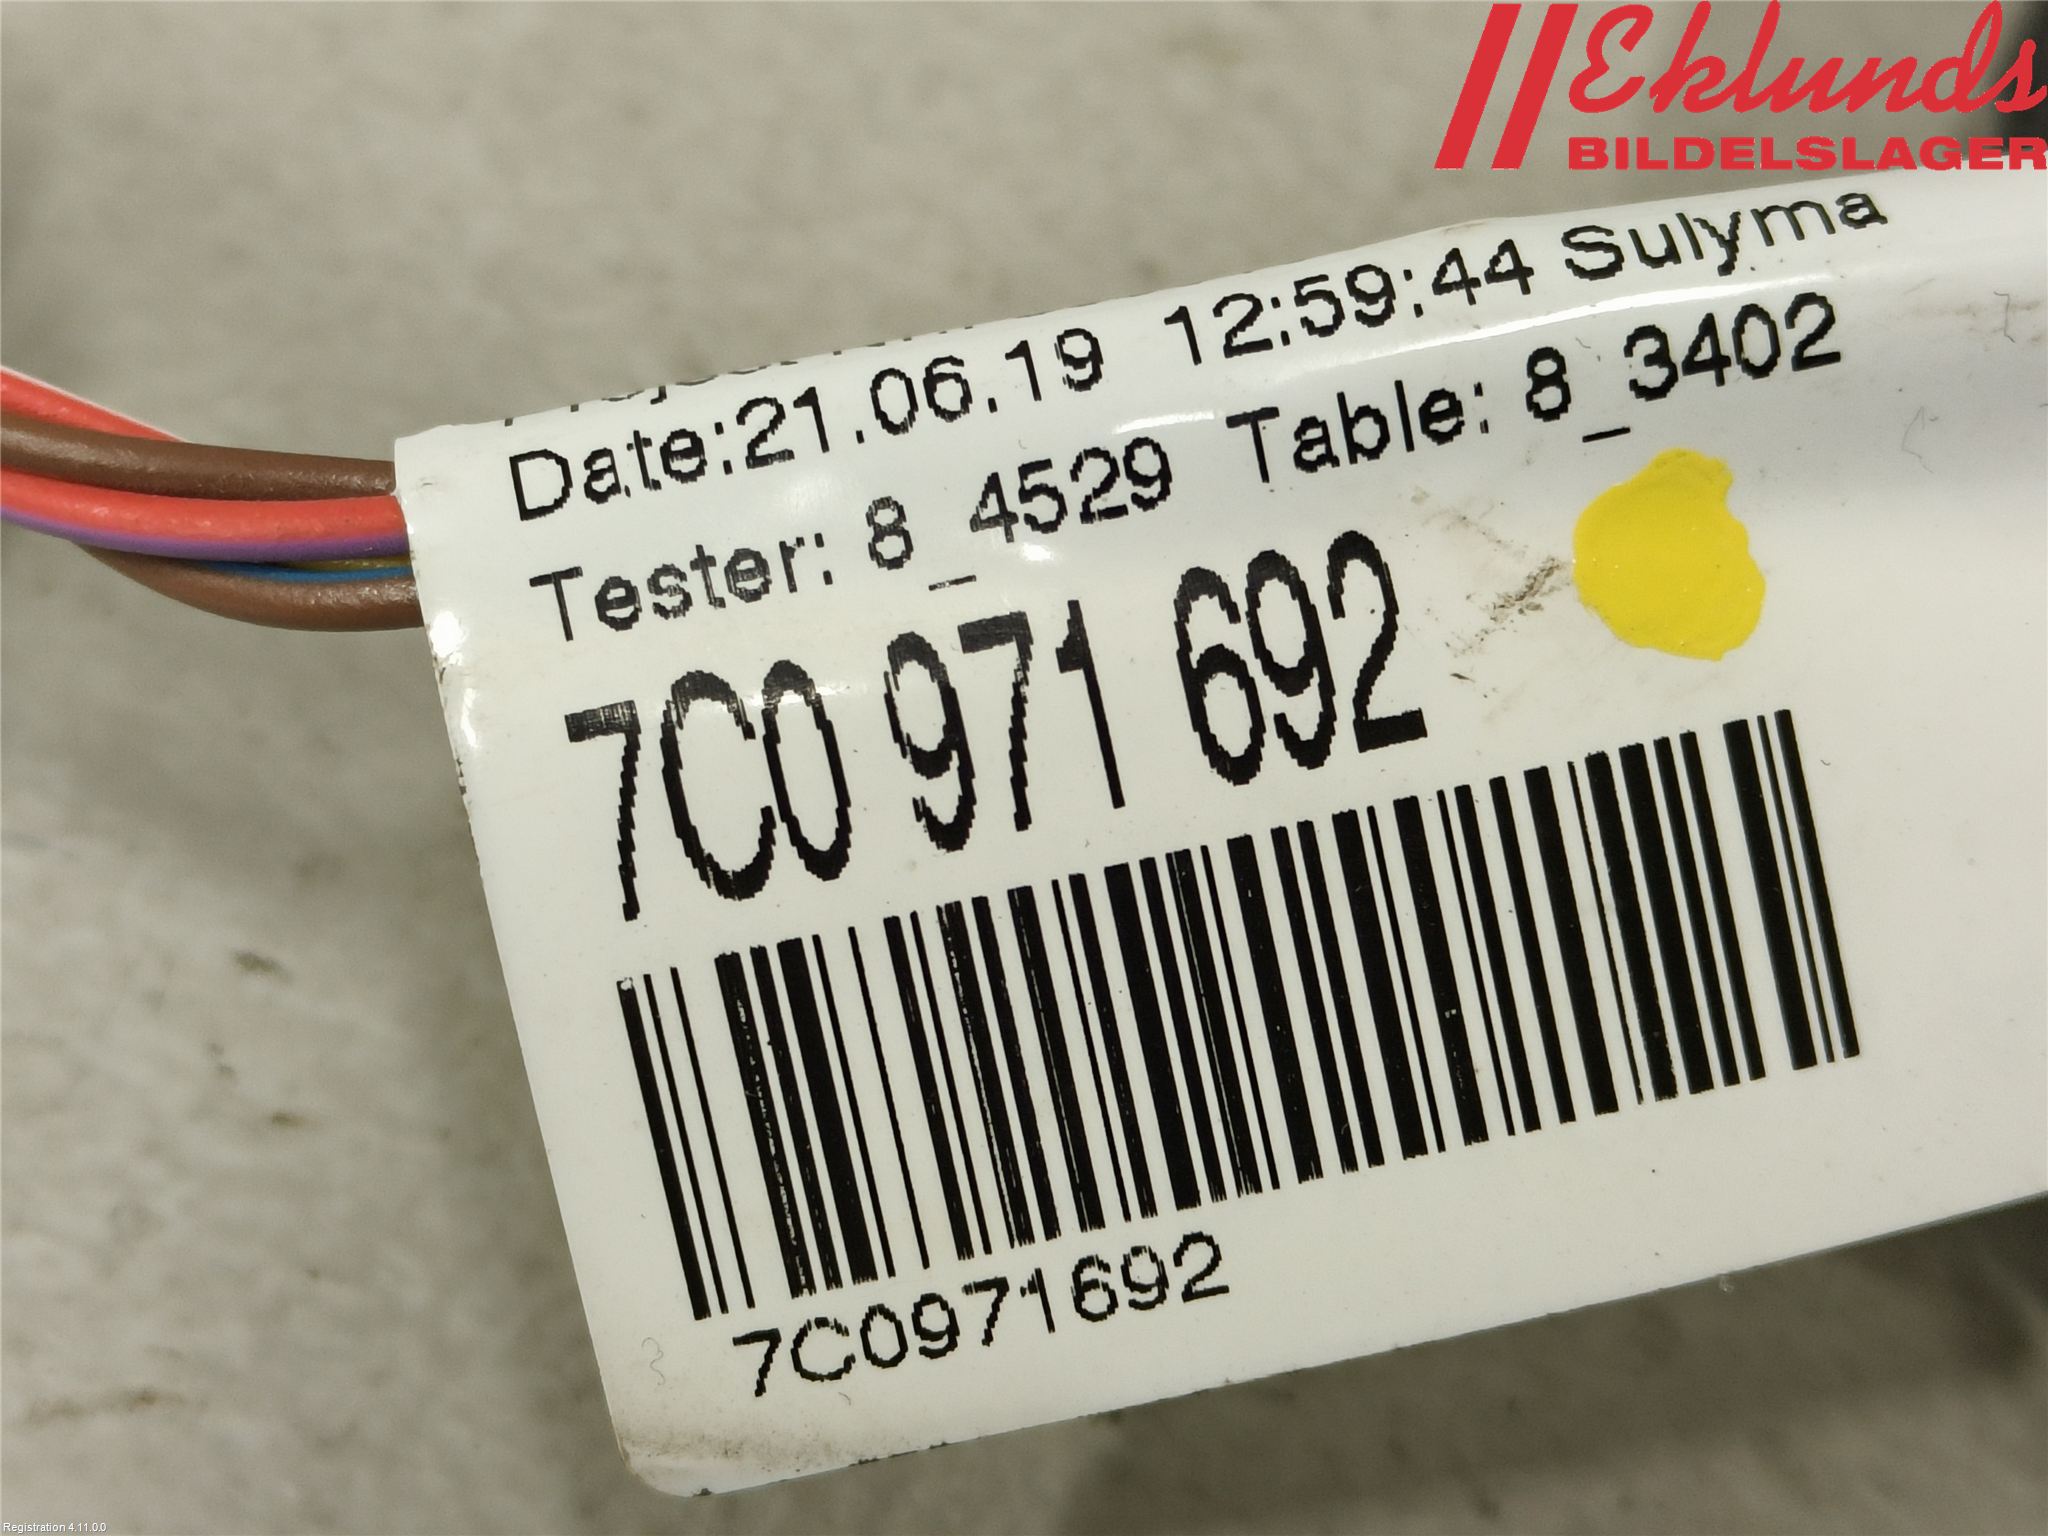 Eklunds
BILDELSLAGER
Date:21.06.19 12:59:44 Sulyma
Tester: 8_4529 Table: 8_3402
7C0 971 692
7C0971692
Registration 4.11.0.0